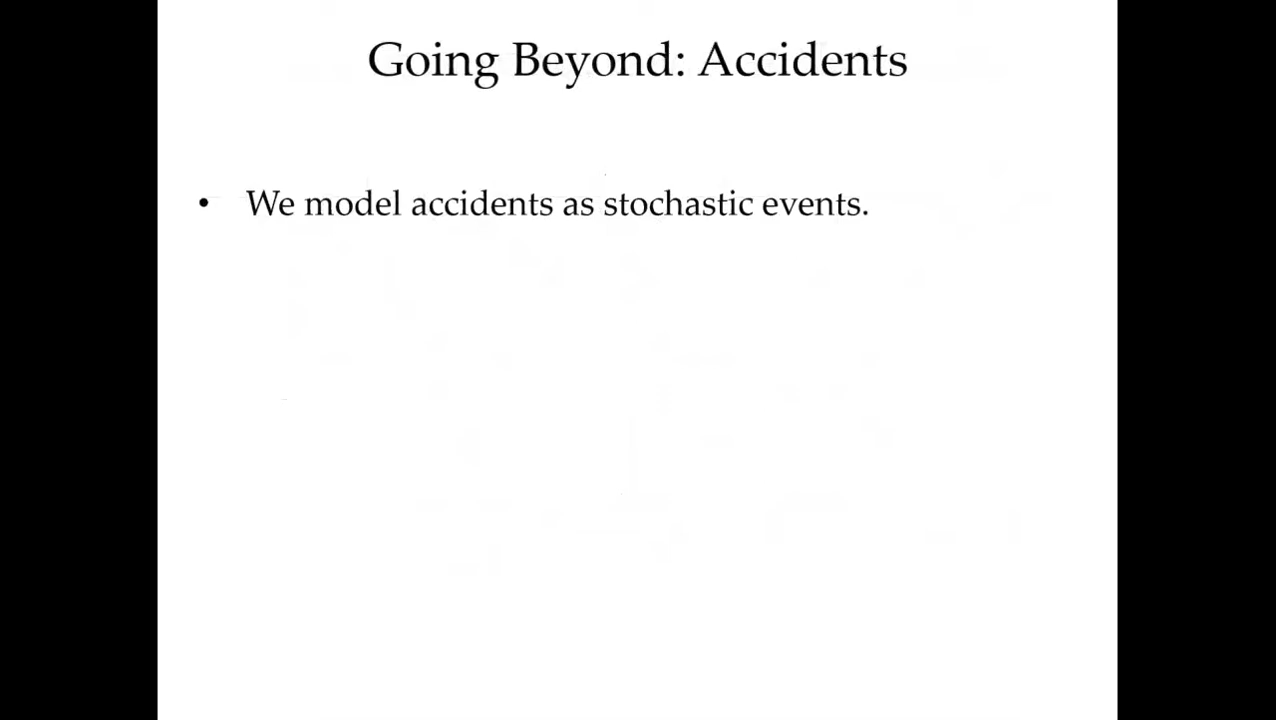 Going Beyond: Accidents
• We model accidents as stochastic events.